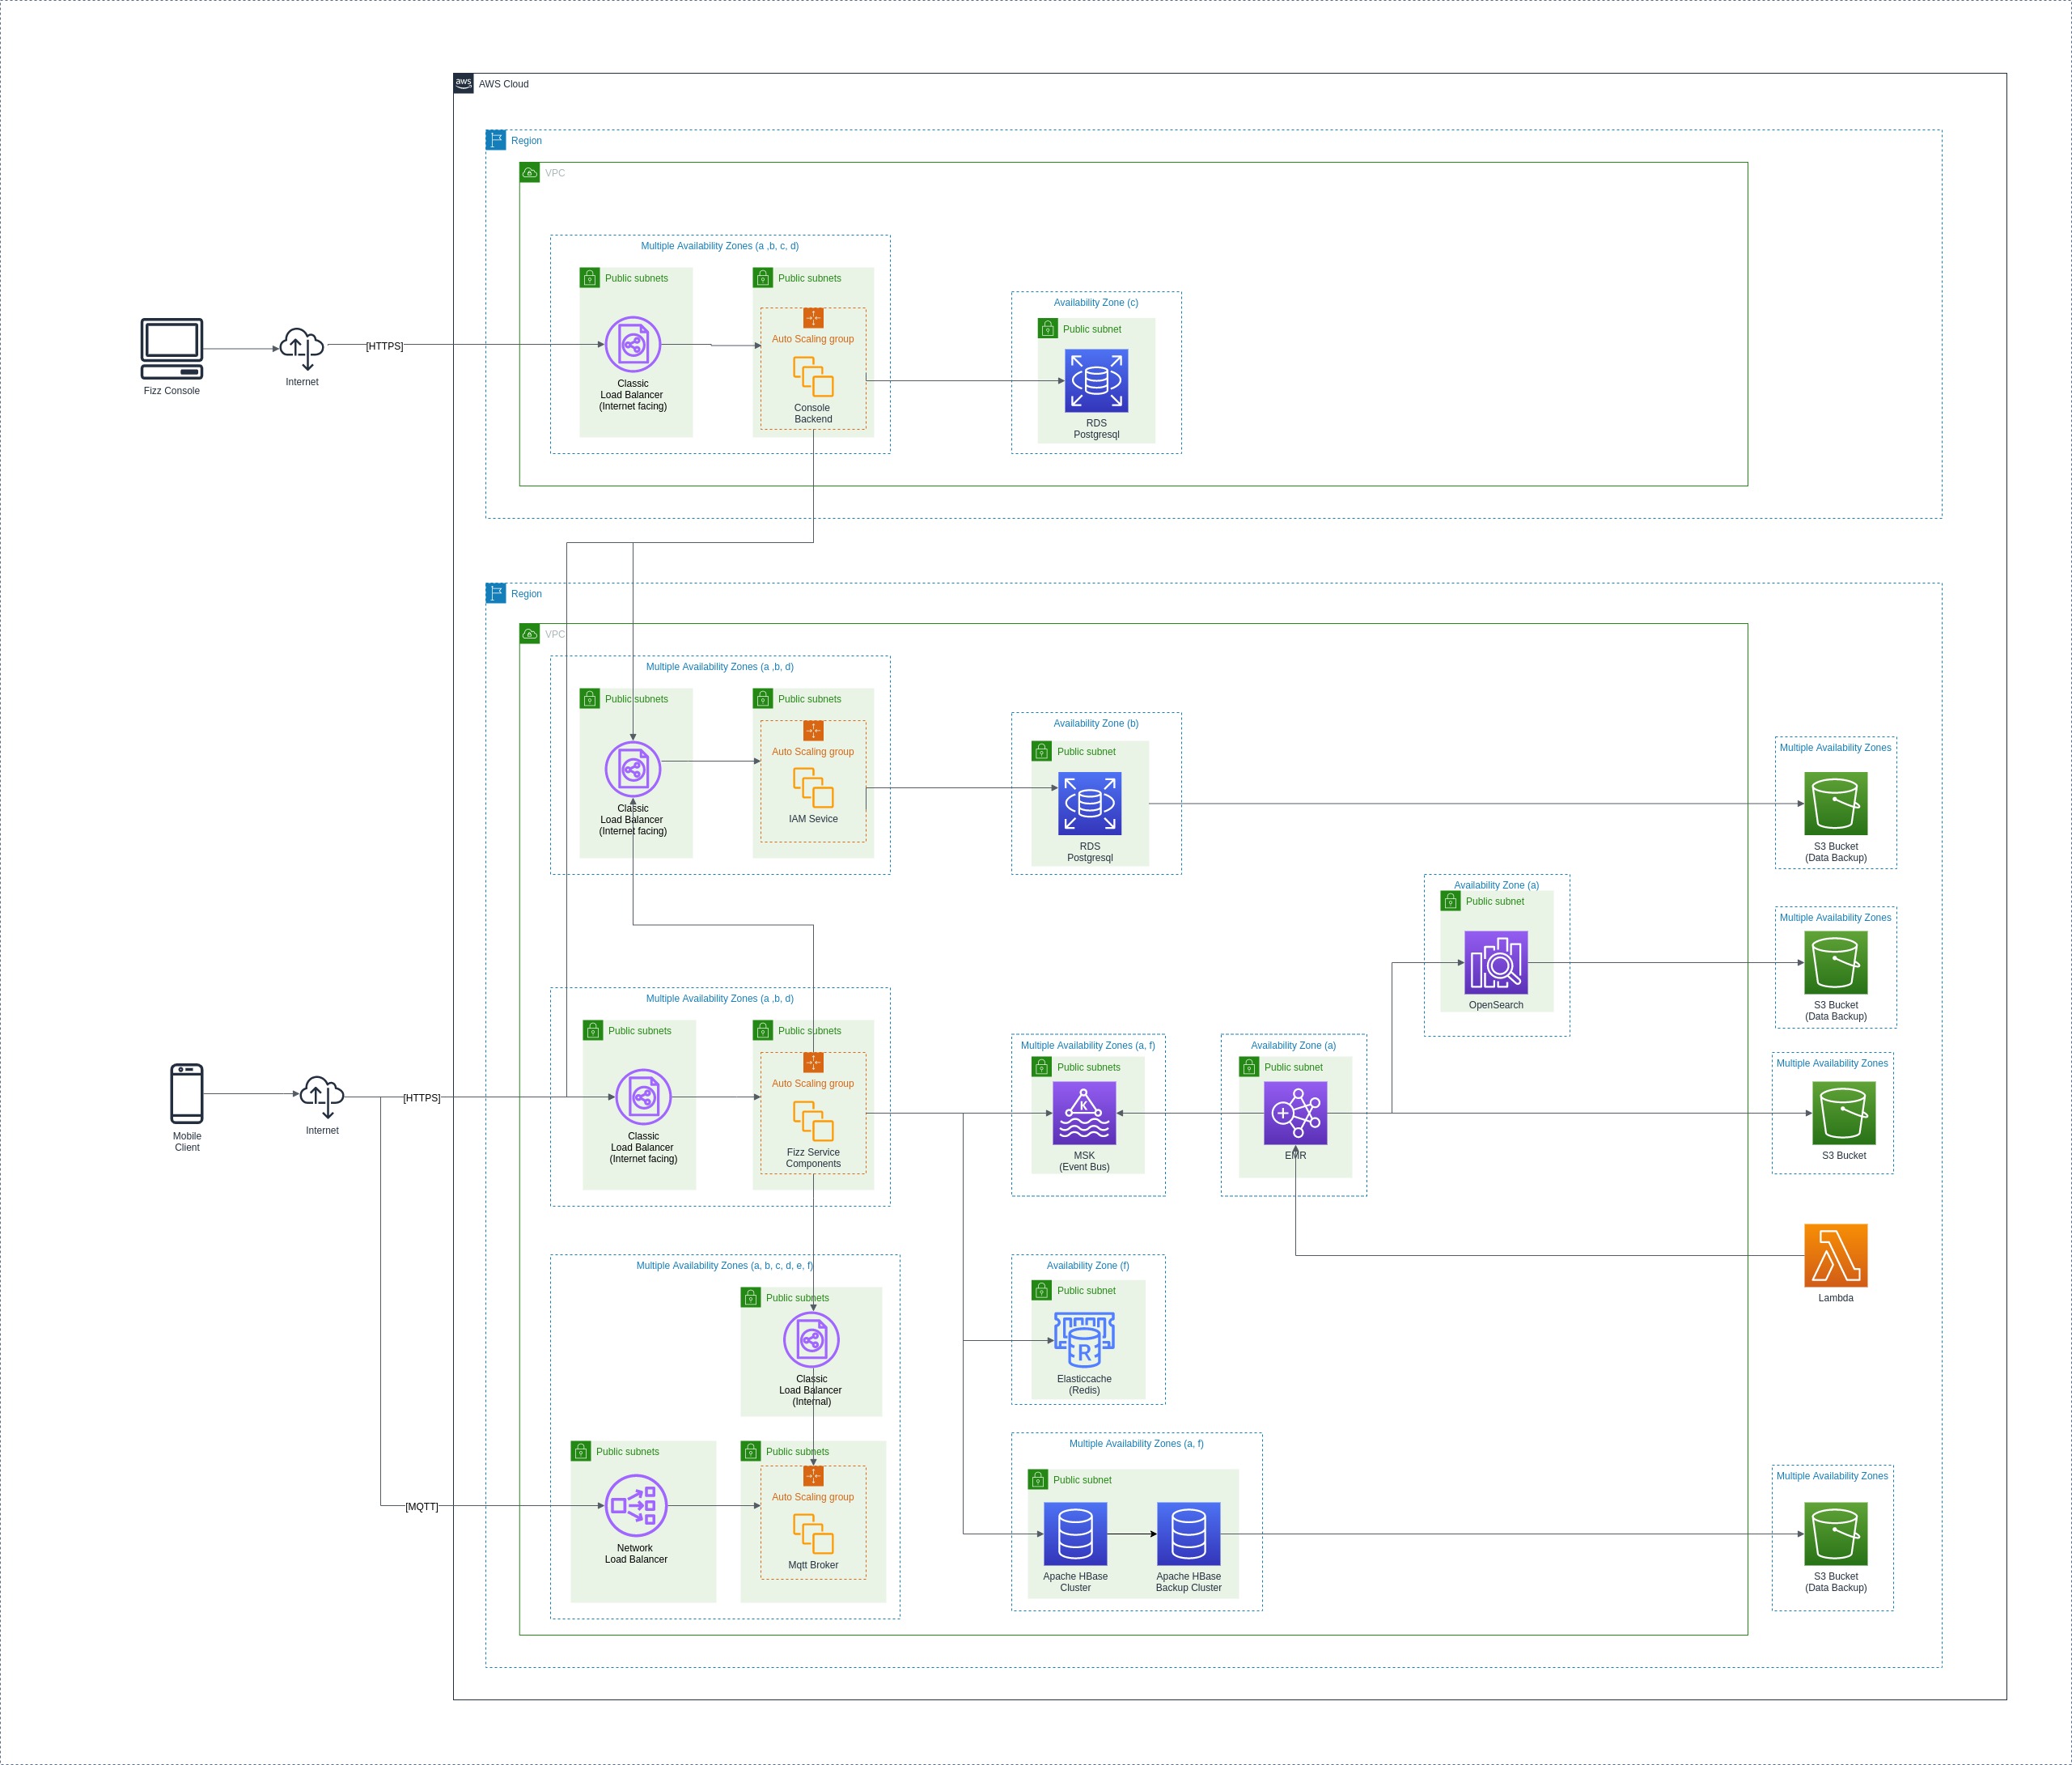 aws
AWS Cloud
Region
VPC
Multiple Availability Zones (a ,b, c, d)
Public subnets
Public subnets
Auto Scaling group
Classic
Load Balancer
(Internet facing)
Console
Backend
Availability Zone (c)
Public subnet
RDS
Postgresql
Fizz Console
Internet
[HTTPS]
Region
VPC
Multiple Availability Zones (a ,b, d)
Public subnets
Public subnets
Auto Scaling group
Classic
Load Balancer
(Internet facing)
IAM Sevice
Availability Zone (b)
Public subnet
RDS
Postgresql
Multiple Availability Zones
S3 Bucket
(Data Backup)
Availability Zone (a)
Public subnet
OpenSearch
Multiple Availability Zones
S3 Bucket
(Data Backup)
Multiple Availability Zones (a ,b, d)
Public subnets
Public subnets
Auto Scaling group
Classic
Load Balancer
(Internet facing)
Fizz Service
Components
Mobile
Client
Internet
[HTTPS]
Multiple Availability Zones (a, f)
Public subnets
K
MSK
(Event Bus)
Availability Zone (a)
Public subnet
EMR
Multiple Availability Zones
S3 Bucket
Lambda
Multiple Availability Zones (a, b, c, d, e, f)
Public subnets
Classic
Load Balancer
(Internal)
Availability Zone (f)
Public subnet
R
Elasticcache
(Redis)
Public subnets
Network
Load Balancer
Public subnets
Auto Scaling group
Mqtt Broker
[MQTT]
Multiple Availability Zones (a, f)
Public subnet
Apache HBase
Cluster
Apache HBase
Backup Cluster
Multiple Availability Zones
S3 Bucket
(Data Backup)